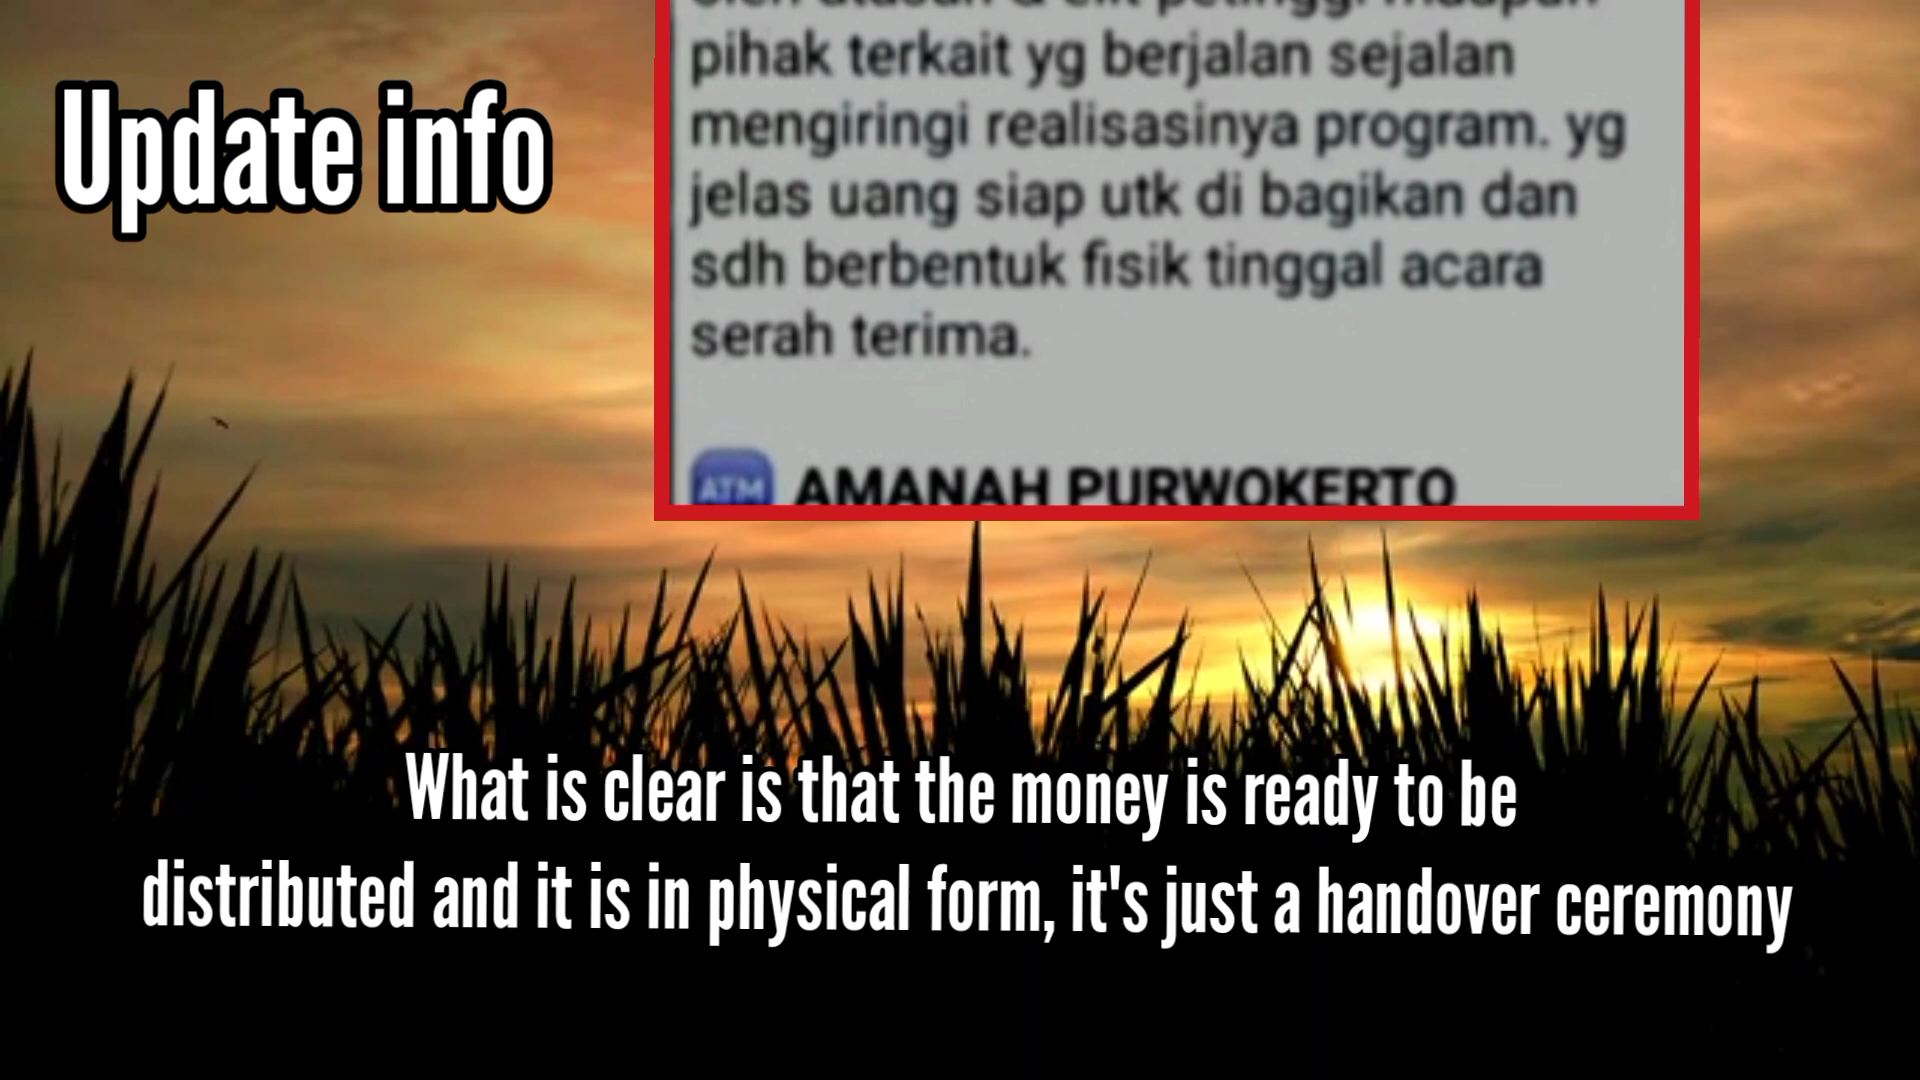 Update info
pihak terkait yg berjalan sejalan
mengiringi realisasinya program. yg
jelas uang siap utk di bagikan dan
sdh berbentuk fisik tinggal acara
serah terima.
ATM AMANAH PURWOKERTO
What is clear is that the money is ready to be
distributed and it is in physical form, it's just a handover ceremony